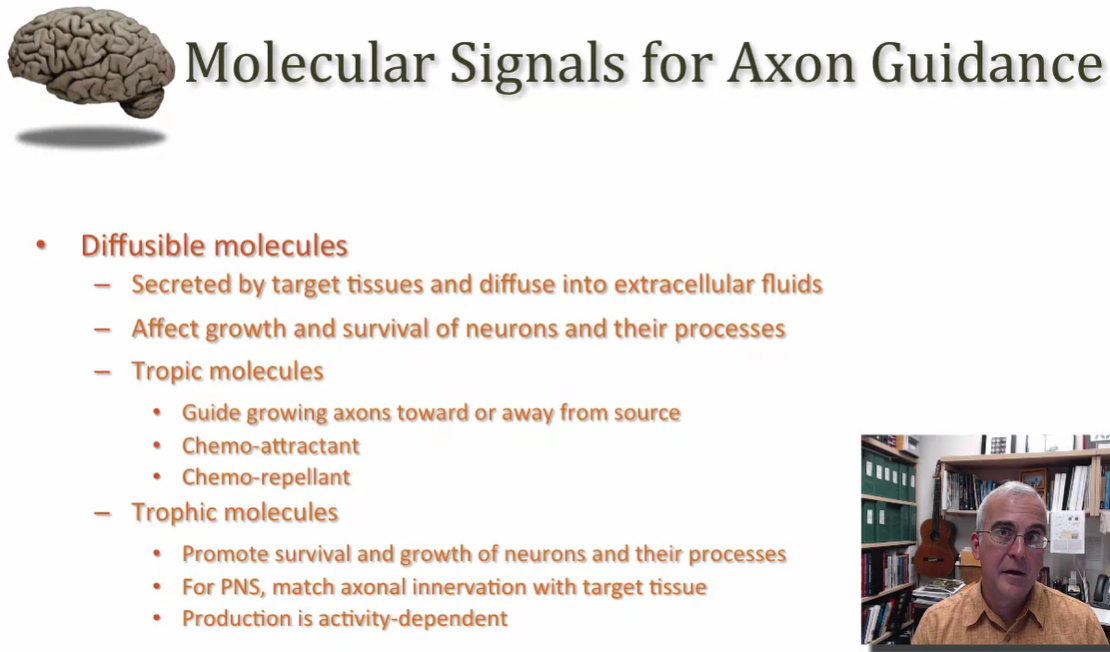 Molecular Signals for Axon Guidance
• Diffusible molecules
– Secreted by target tissues and diffuse into extracellular fluids
– Affect growth and survival of neurons and their processes
– Tropic molecules
• Guide growing axons toward or away from source
• Chemo-attractant
• Chemo-repellant
– Trophic molecules
• Promote survival and growth of neurons and their processes
• For PNS, match axonal innervation with target tissue
• Production is activity-dependent